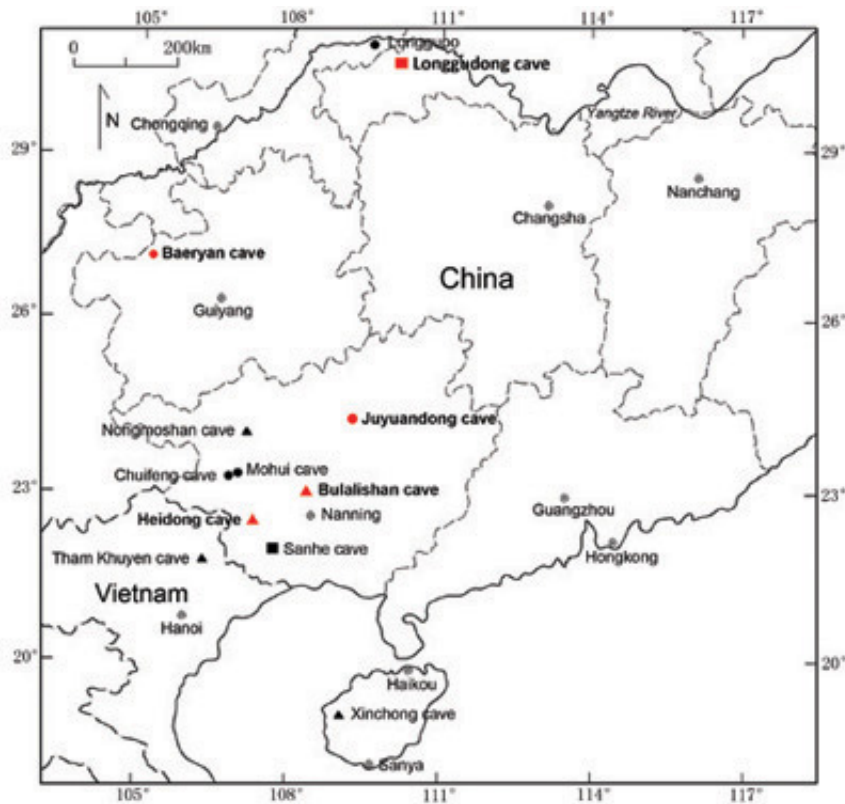 105° 108° 111° 114° 117°
0 200km
Longgupo
Longgudong cave
N
Chongqing
Yangtze River
29° 29°
Nanchang
Changsha
Baeryan cave
China
Guiyang
26° 26°
Juyuandong cave
Nongmoshan cave
Mohui cave
Chuifeng cave
Bulalishan cave
23° 23°
Heidong cave
Nanning
Guangzhou
Sanhe cave
Hongkong
Tham Khuyen cave
Vietnam
Hanoi
20° 20°
Haikou
Xinchong cave
Sanya
105° 108° 111° 114° 117°